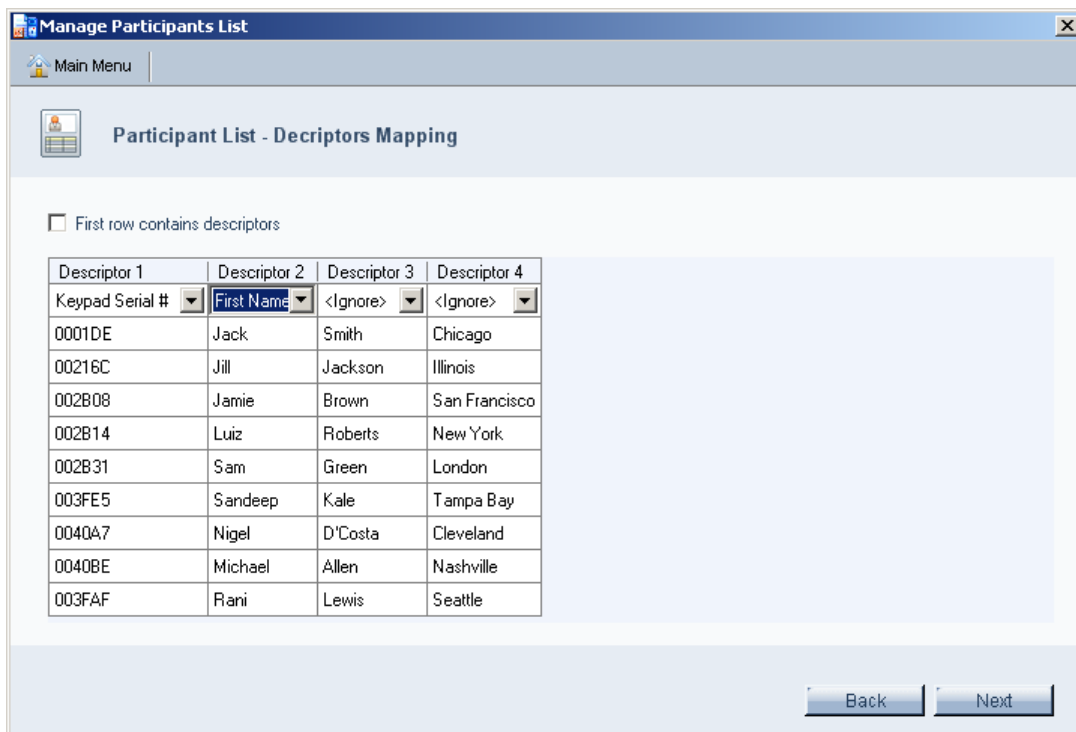 Manage Participants List
Main Menu
Participant List - Decriptors Mapping
First row contains descriptors
Descriptor 1 Descriptor 2 Descriptor 3 Descriptor 4
Keypad Serial # First Name <Ignore> <Ignore>
0001DE Jack Smith Chicago
00216C Jill Jackson Illinois
002B08 Jamie Brown San Francisco
002B14 Luiz Roberts New York
002B31 Sam Green London
003FE5 Sandeep Kale Tampa Bay
0040A7 Nigel D'Costa Cleveland
0040BE Michael Allen Nashville
003FAF Rani Lewis Seattle
Back Next